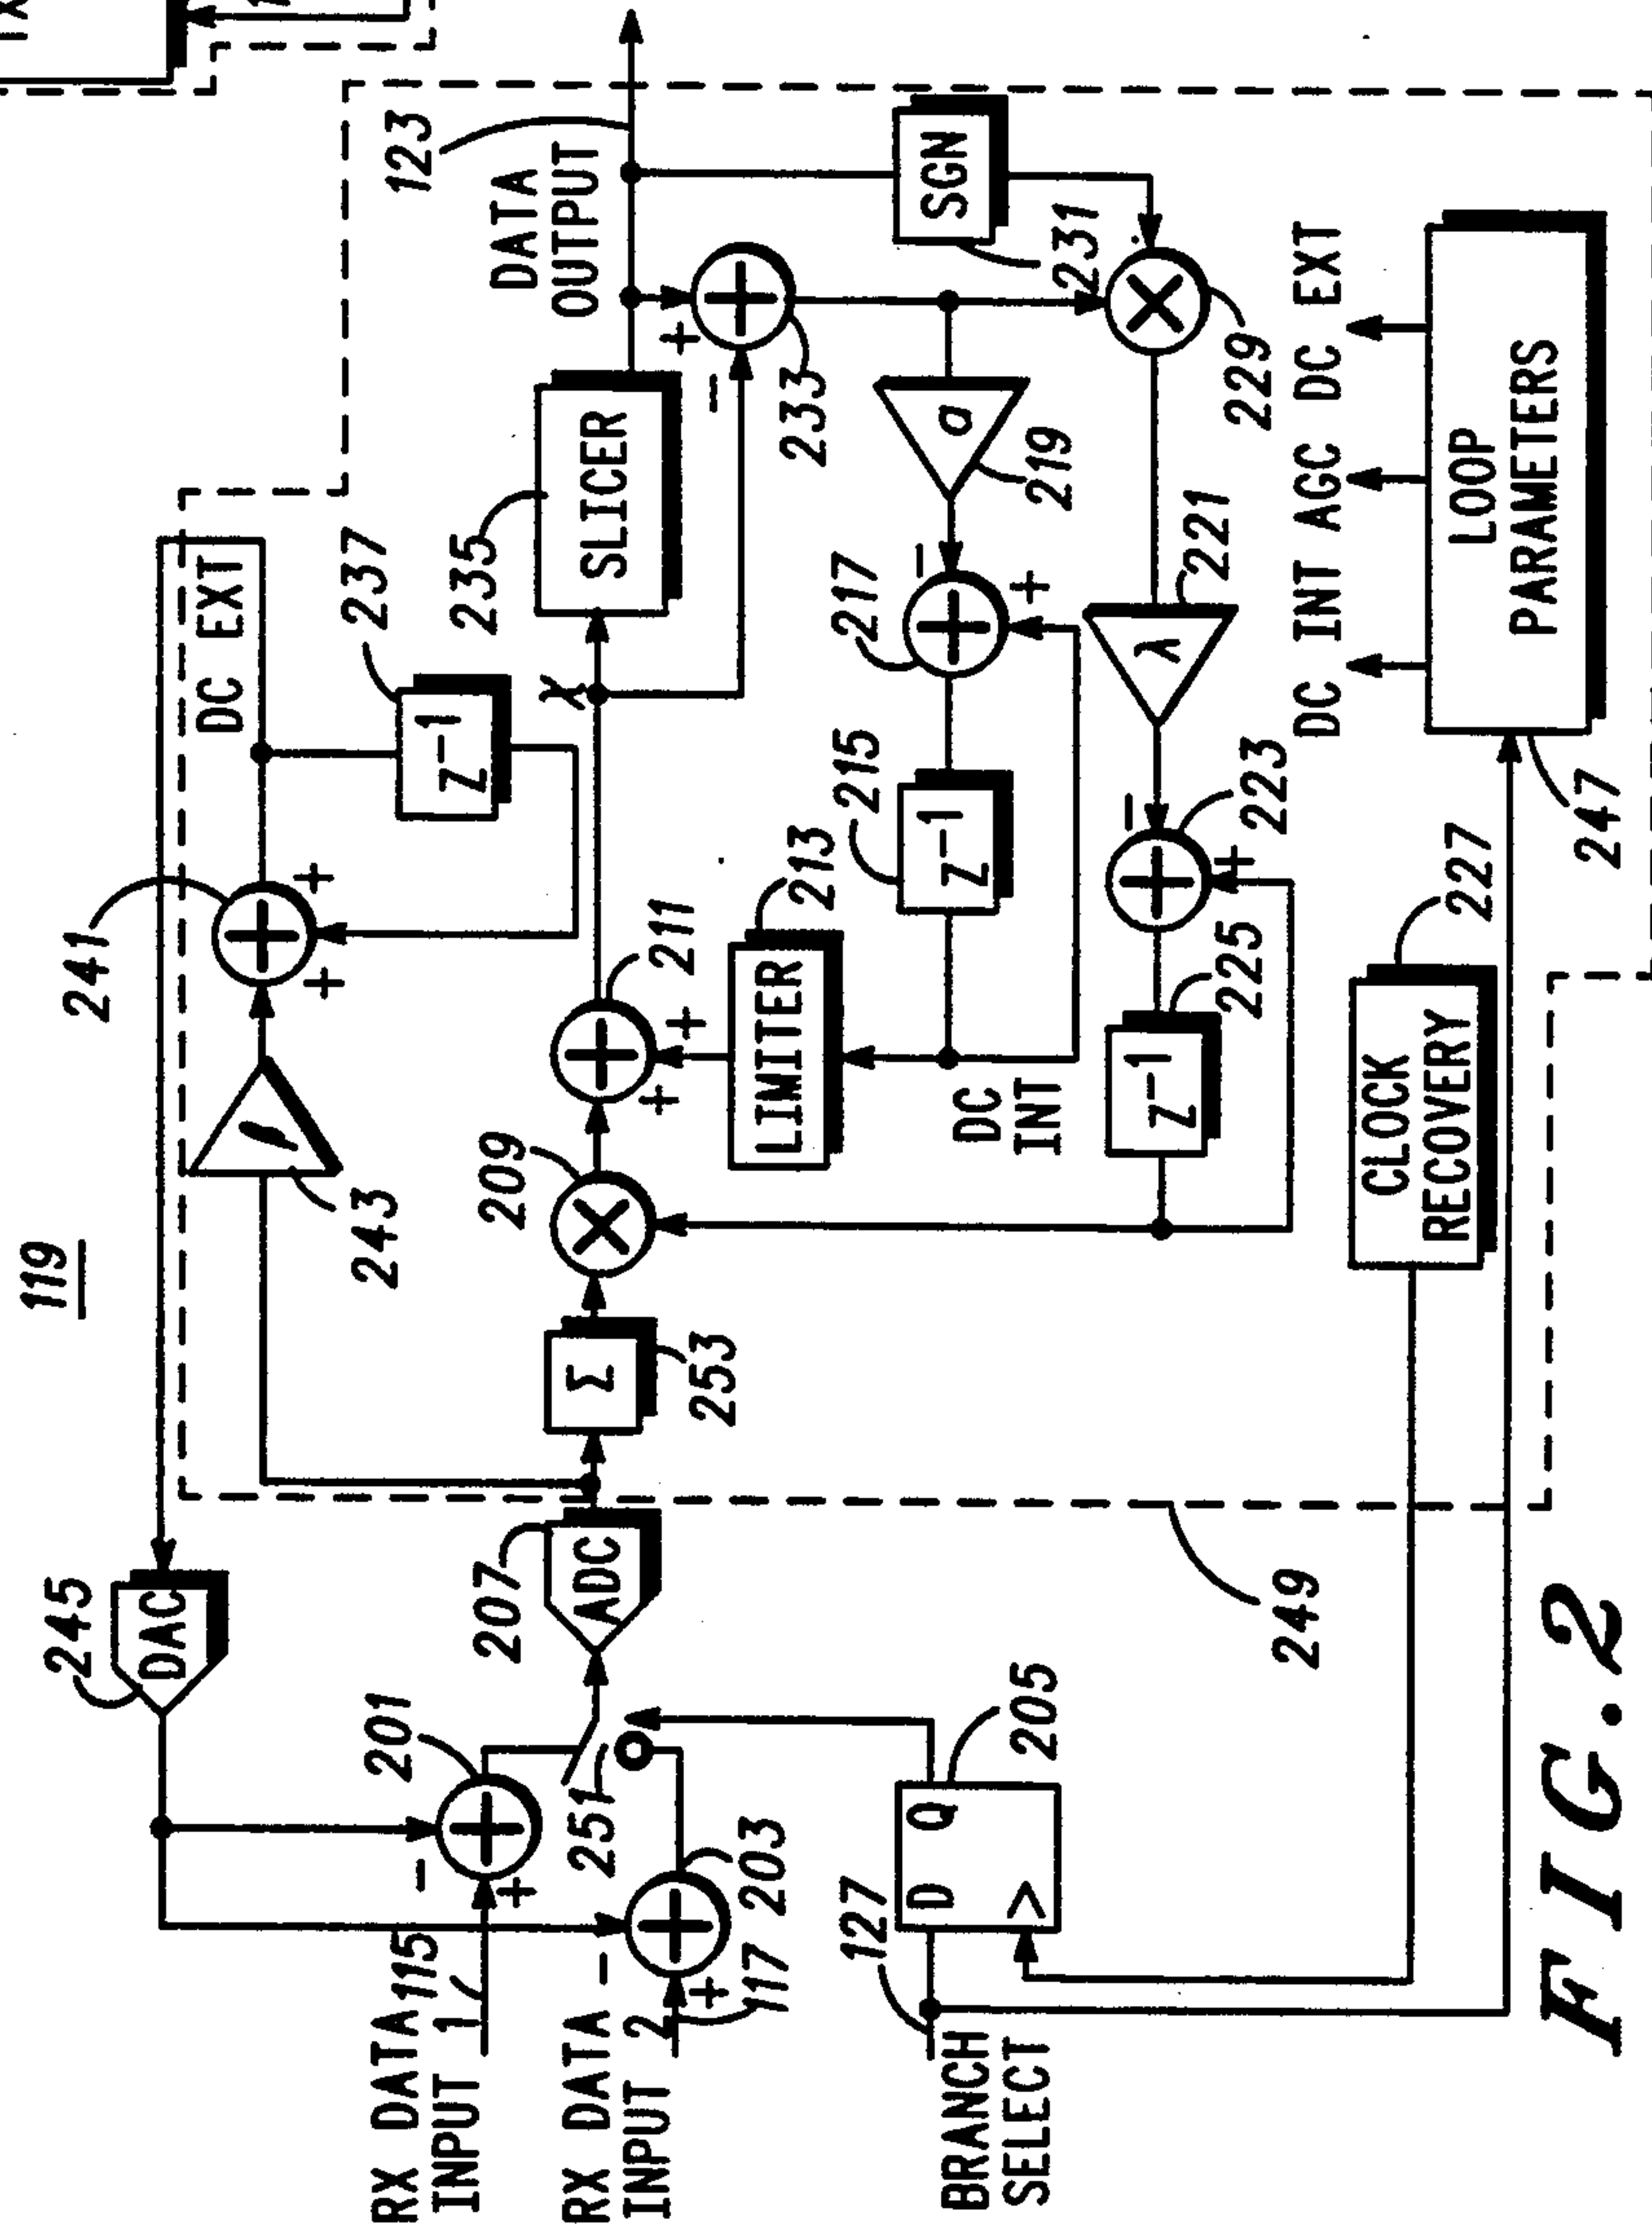 119
245
DAC
DC EXT
241
237
Z⁻¹
ρ
243
123
DATA
OUTPUT
RX DATA
INPUT 1
115
+
-
201
251
207
ADC
Σ
253
209
211
+
+
χ
235
SLICER
+
-
233
+
+
RX DATA
INPUT 2
-
+
117
203
LIMITER
213
DC
INT
215
Z⁻¹
217
-
+
a
219
SGN
231
229
127
BRANCH
SELECT
D
Q
>
205
Z⁻¹
225
223
-
+
λ
221
249
CLOCK
RECOVERY
227
DC INT AGC DC EXT
LOOP
PARAMETERS
247
FIG.2